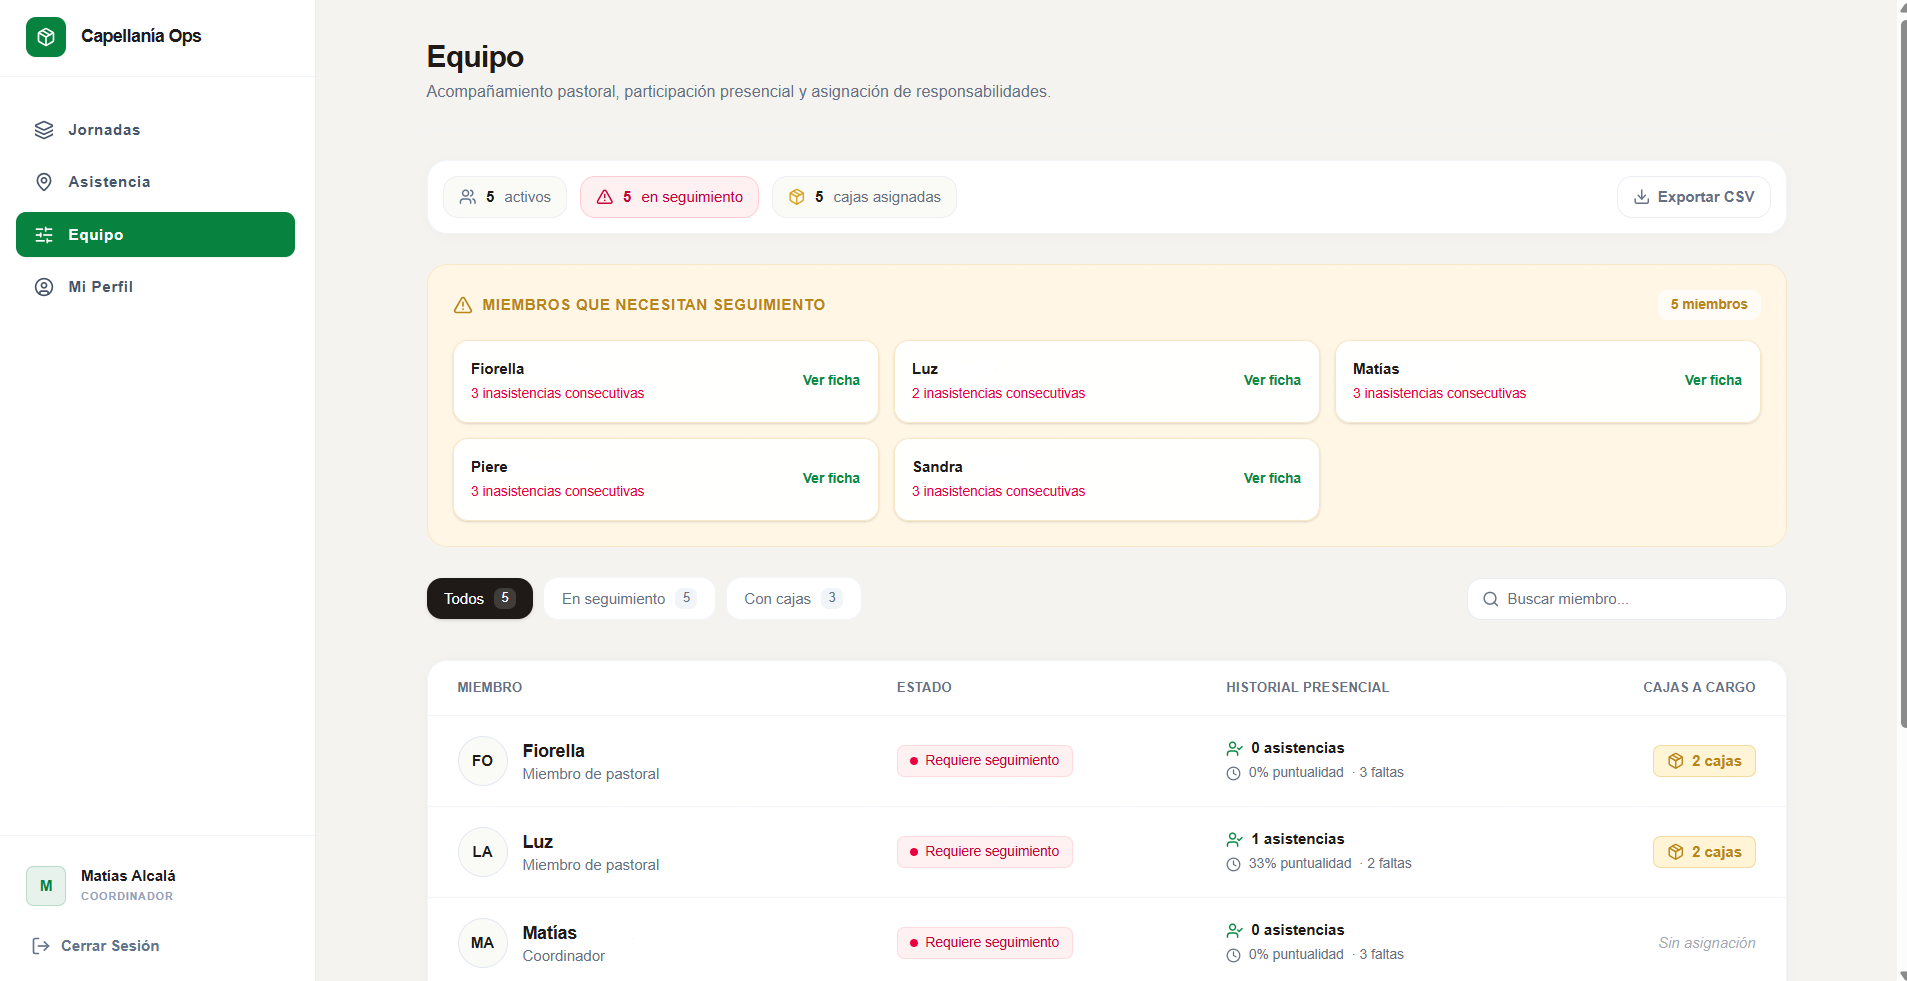 Capellanía Ops
Jornadas
Asistencia
Equipo
Mi Perfil
Matías Alcalá
M
COORDINADOR
Cerrar Sesión
Equipo
Acompañamiento pastoral, participación presencial y asignación de responsabilidades.
5 activos
5 en seguimiento
5 cajas asignadas
Exportar CSV
MIEMBROS QUE NECESITAN SEGUIMIENTO
5 miembros
Fiorella
3 inasistencias consecutivas
Ver ficha
Luz
2 inasistencias consecutivas
Ver ficha
Matías
3 inasistencias consecutivas
Ver ficha
Piere
3 inasistencias consecutivas
Ver ficha
Sandra
3 inasistencias consecutivas
Ver ficha
Todos 5
En seguimiento 5
Con cajas 3
Buscar miembro...
MIEMBRO
ESTADO
HISTORIAL PRESENCIAL
CAJAS A CARGO
FO
Fiorella
Miembro de pastoral
Requiere seguimiento
0 asistencias
0% puntualidad · 3 faltas
2 cajas
LA
Luz
Miembro de pastoral
Requiere seguimiento
1 asistencias
33% puntualidad · 2 faltas
2 cajas
MA
Matías
Coordinador
Requiere seguimiento
0 asistencias
0% puntualidad · 3 faltas
Sin asignación